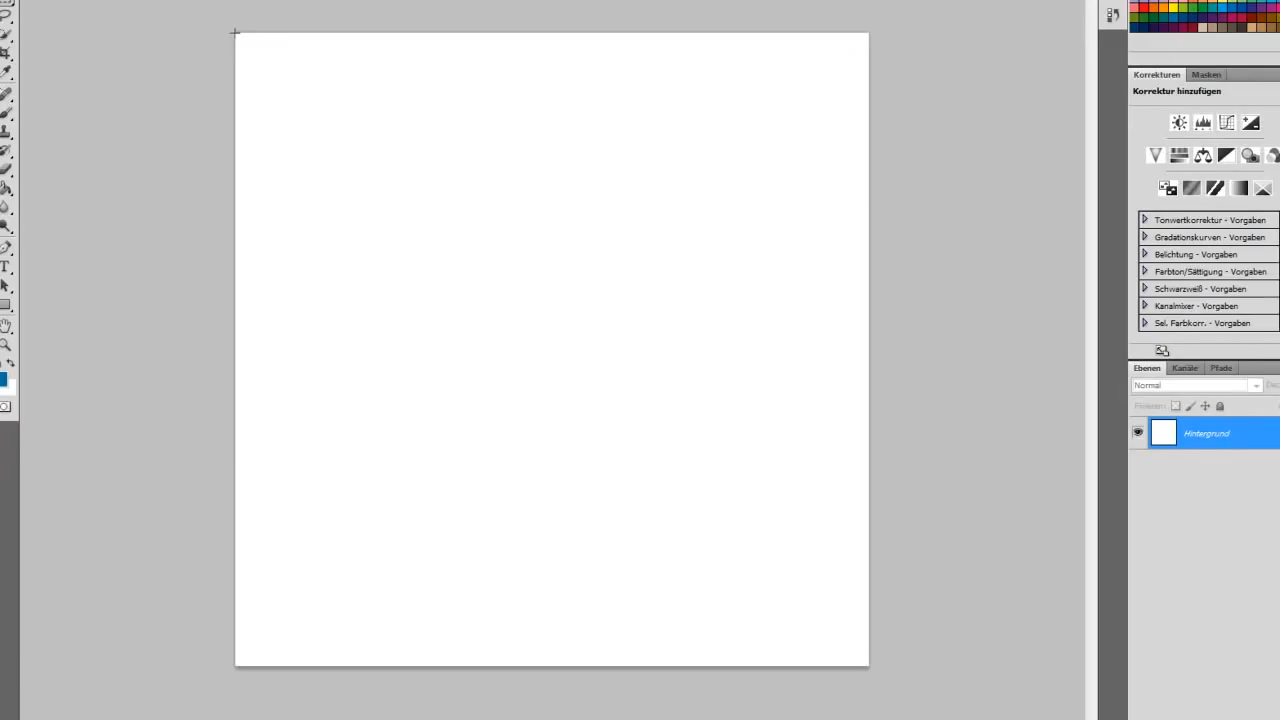 Korrekturen Masken
Korrektur hinzufügen
Tonwertkorrektur - Vorgaben
Gradationskurven - Vorgaben
Belichtung - Vorgaben
Farbton/Sättigung - Vorgaben
Schwarzweiß - Vorgaben
Kanalmixer - Vorgaben
Sel. Farbkorr. - Vorgaben
Ebenen Kanäle Pfade
Normal
Fixieren:
Hintergrund